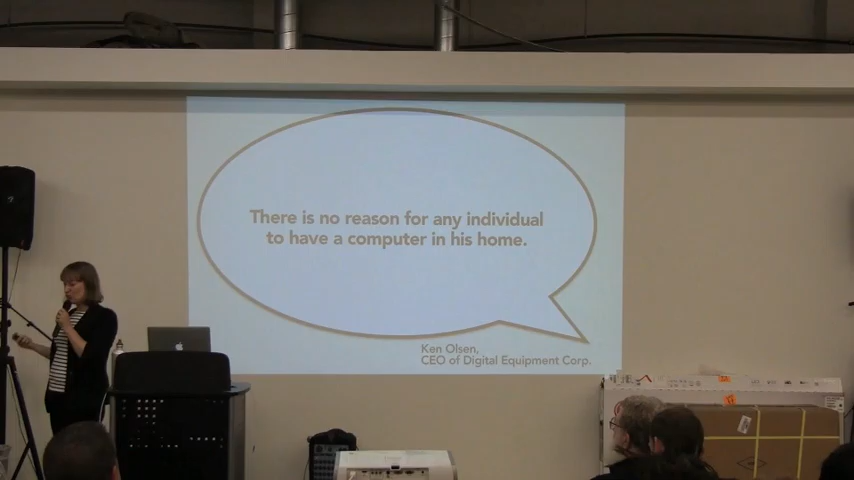 There is no reason for any individual
to have a computer in his home.
Ken Olsen,
CEO of Digital Equipment Corp.